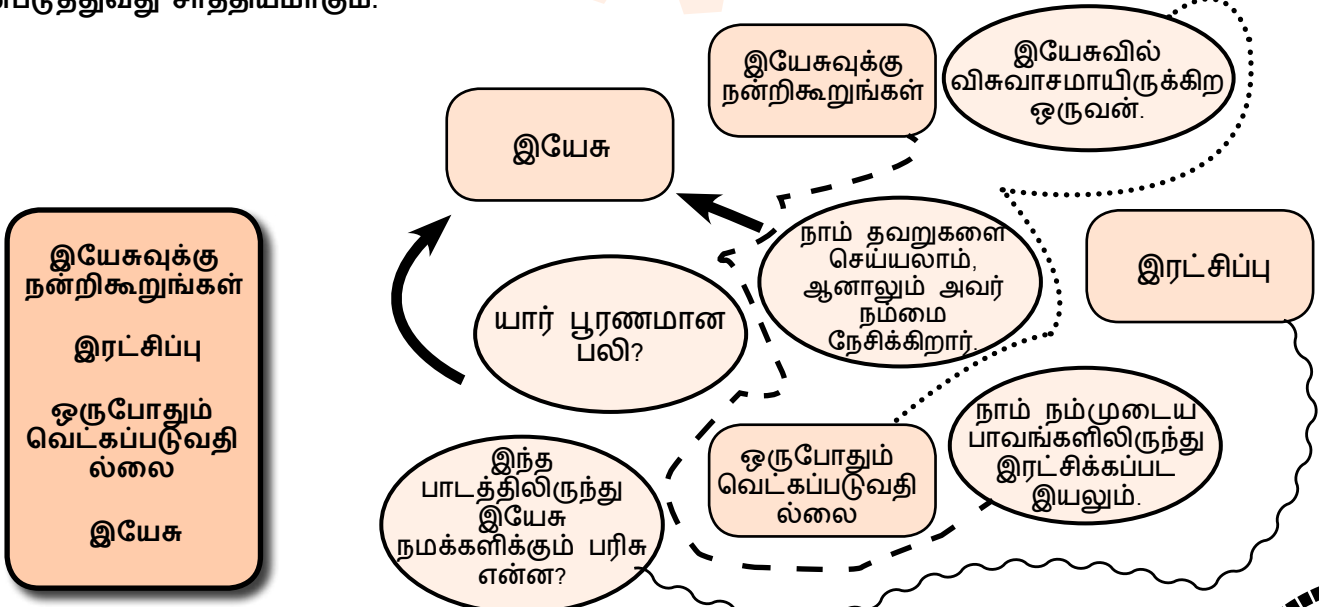 சாத்தியமாகும்.
இயேசுவுக்கு
நன்றிகூறுங்கள்
இயேசுவில்
விசுவாசமாயிருக்கிற
ஒருவன்.
இயேசு
இயேசுவுக்கு
நன்றிகூறுங்கள்
இரட்சிப்பு
ஒருபோதும்
வெட்கப்படுவதி
ல்லை
இயேசு
நாம் தவறுகளை
செய்யலாம்,
ஆனாலும் அவர்
நம்மை
நேசிக்கிறார்.
இரட்சிப்பு
யார் பூரணமான
பலி?
நாம் நம்முடைய
பாவங்களிலிருந்து
இரட்சிக்கப்பட
இயலும்.
ஒருபோதும்
வெட்கப்படுவதி
ல்லை
இந்த
பாடத்திலிருந்து
இயேசு
நமக்களிக்கும் பரிசு
என்ன?